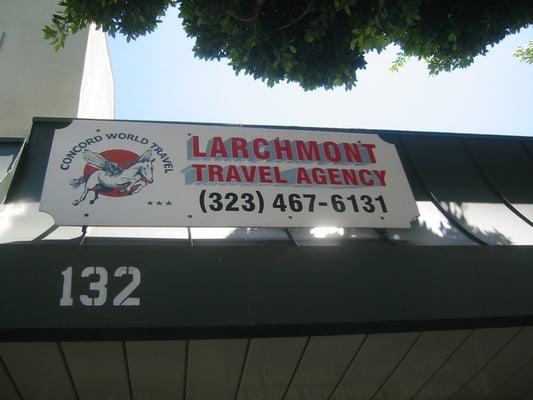 CONCORD WORLD TRAVEL
LARCHMONT
TRAVEL AGENCY
(323) 467-6131
132